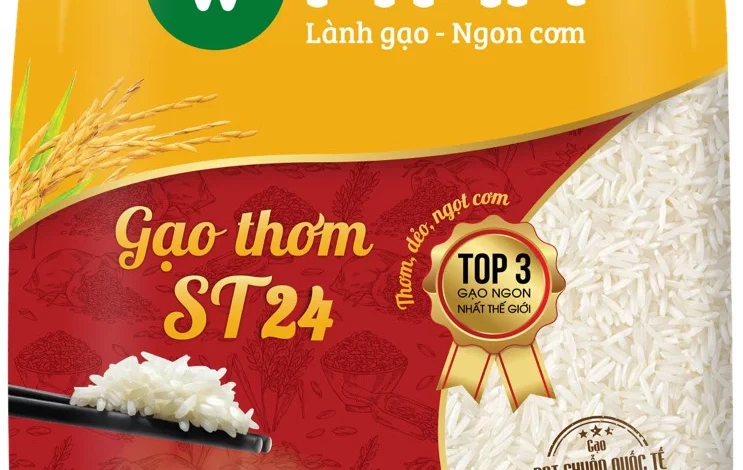 Lành gạo - Ngon cơm
Gạo thơm
ST24
Thơm, dẻo, ngọt cơm
TOP 3
GẠO NGON
NHẤT THẾ GIỚI
Gạo
ĐẠT CHUẨN QUỐC TẾ